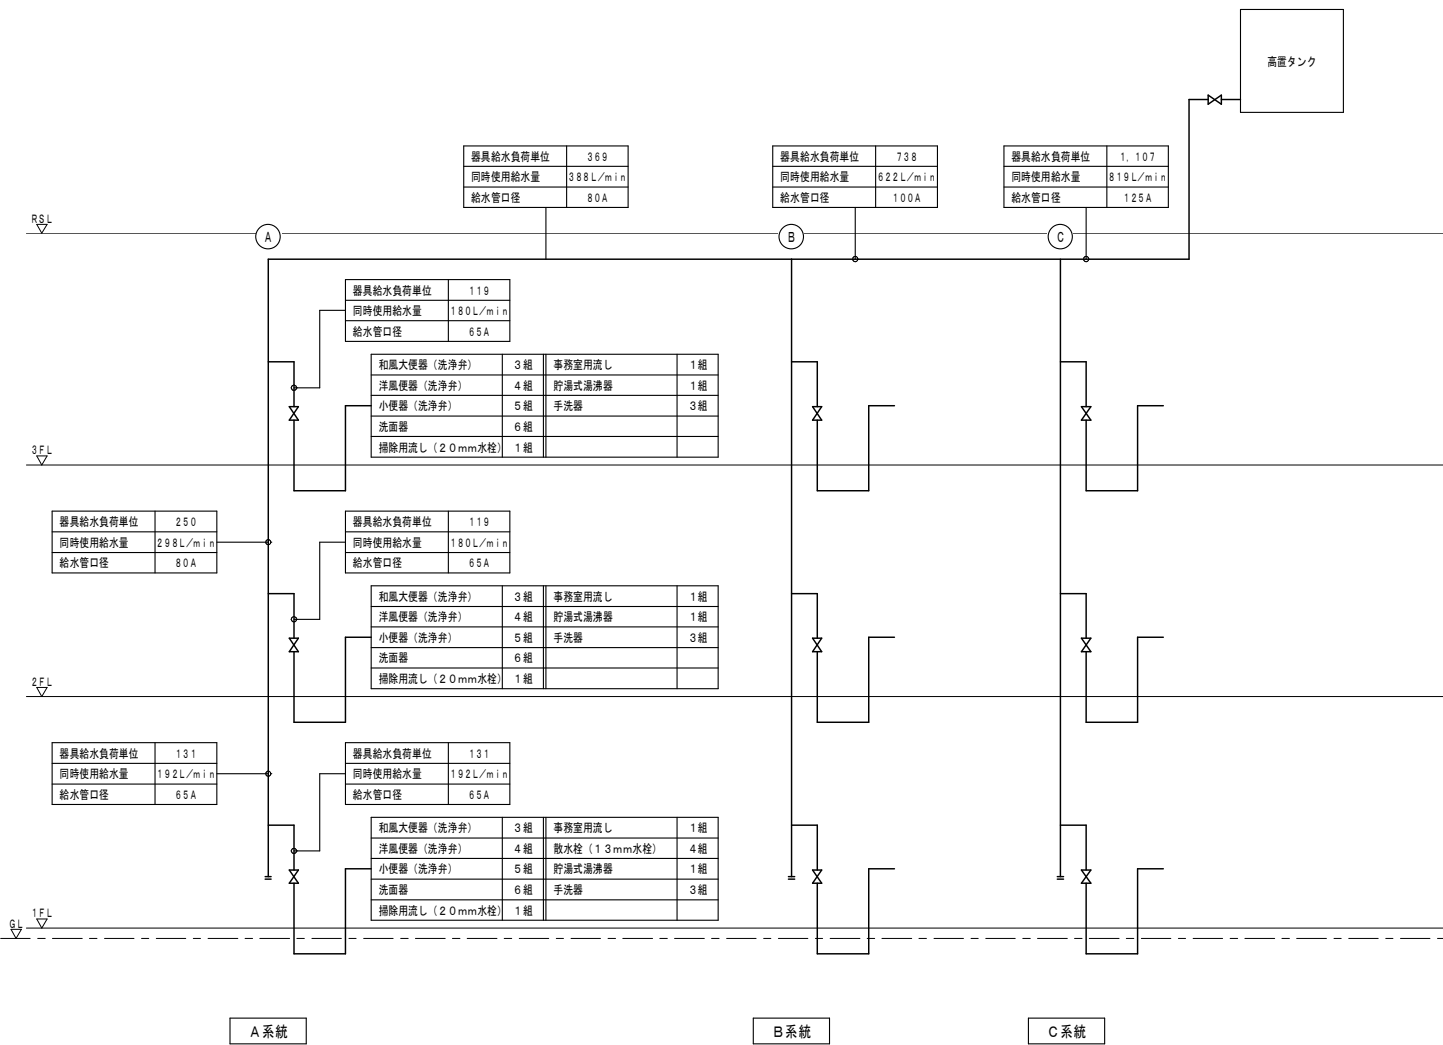 高置タンク
器具給水負荷単位 369
同時使用給水量 388L/min
給水管口径 80A
器具給水負荷単位 738
同時使用給水量 622L/min
給水管口径 100A
器具給水負荷単位 1,107
同時使用給水量 819L/min
給水管口径 125A
RSL
A
B
C
器具給水負荷単位 119
同時使用給水量 180L/min
給水管口径 65A
和風大便器(洗浄弁) 3組 事務室用流し 1組
洋風便器(洗浄弁) 4組 貯湯式湯沸器 1組
小便器(洗浄弁) 5組 手洗器 3組
洗面器 6組
掃除用流し(20mm水栓) 1組
3FL
器具給水負荷単位 250
同時使用給水量 298L/min
給水管口径 80A
器具給水負荷単位 119
同時使用給水量 180L/min
給水管口径 65A
和風大便器(洗浄弁) 3組 事務室用流し 1組
洋風便器(洗浄弁) 4組 貯湯式湯沸器 1組
小便器(洗浄弁) 5組 手洗器 3組
洗面器 6組
掃除用流し(20mm水栓) 1組
2FL
器具給水負荷単位 131
同時使用給水量 192L/min
給水管口径 65A
器具給水負荷単位 131
同時使用給水量 192L/min
給水管口径 65A
和風大便器(洗浄弁) 3組 事務室用流し 1組
洋風便器(洗浄弁) 4組 散水栓(13mm水栓) 4組
小便器(洗浄弁) 5組 貯湯式湯沸器 1組
洗面器 6組 手洗器 3組
掃除用流し(20mm水栓) 1組
1FL
GL
A系統
B系統
C系統